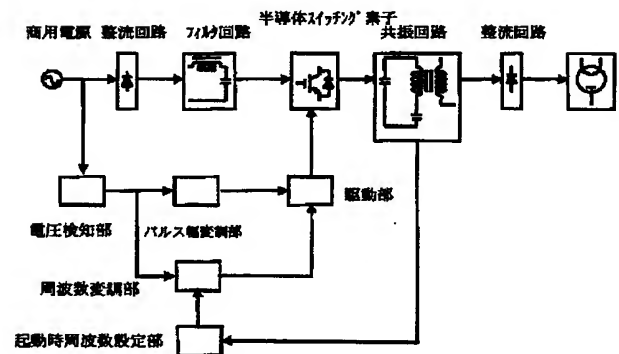 半導体スイッチング素子
商用電源
整流回路
フィルタ回路
共振回路
整流回路
駆動部
電圧検知部
パルス幅変調部
周波数変調部
起動時周波数設定部